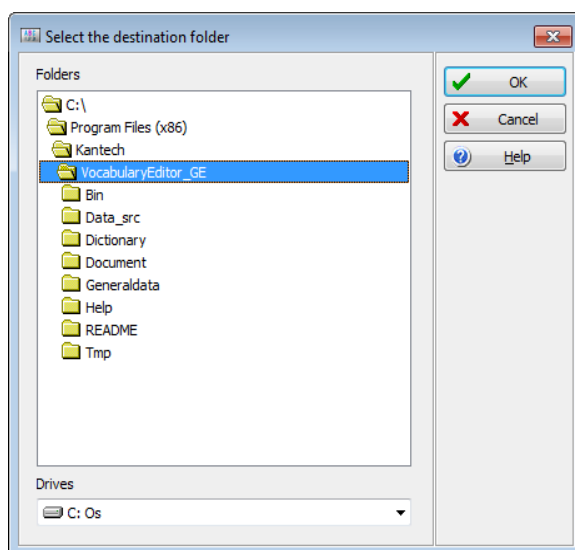 Select the destination folder
Folders
C:\
Program Files (x86)
Kantech
VocabularyEditor_GE
Bin
Data_src
Dictionary
Document
Generaldata
Help
README
Tmp
Drives
C: Os
OK
Cancel
Help